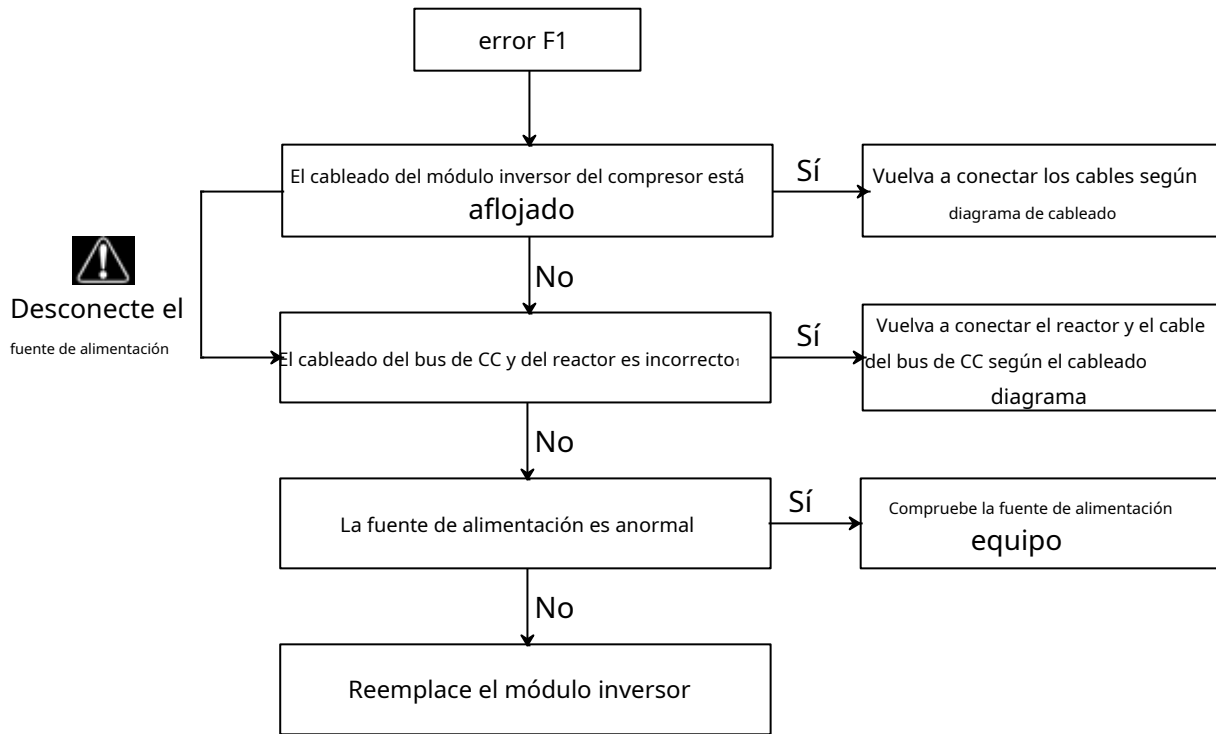 error F1
El cableado del módulo inversor del compresor está
aflojado
Sí
Vuelva a conectar los cables según
diagrama de cableado
No
Desconecte el
fuente de alimentación
El cableado del bus de CC y del reactor es incorrecto1
Sí
Vuelva a conectar el reactor y el cable
del bus de CC según el cableado
diagrama
No
La fuente de alimentación es anormal
Sí
Compruebe la fuente de alimentación
equipo
No
Reemplace el módulo inversor